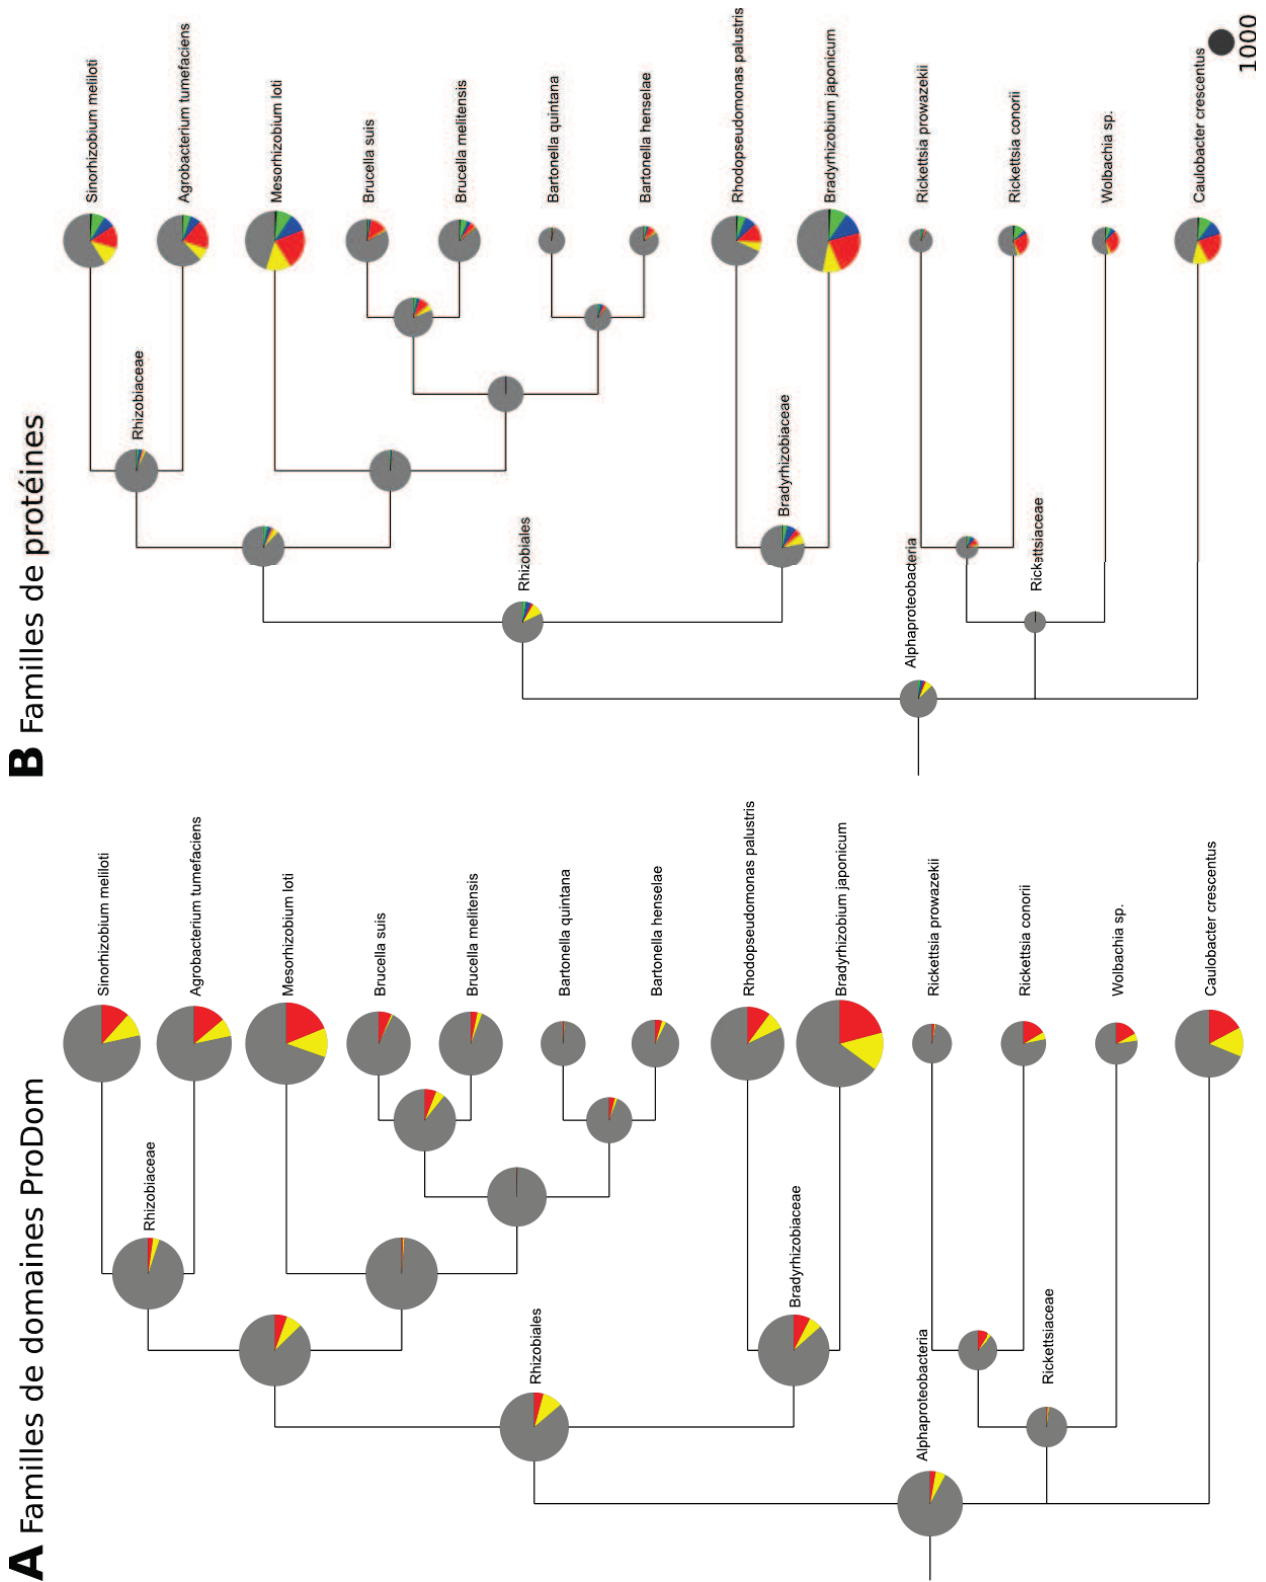 B Familles de protéines
Sinorhizobium meliloti
Agrobacterium tumefaciens
Mesorhizobium loti
Brucella suis
Brucella melitensis
Bartonella quintana
Bartonella henselae
Rhodopseudomonas palustris
Bradyrhizobium japonicum
Rickettsia prowazekii
Rickettsia conorii
Wolbachia sp.
Caulobacter crescentus
Rhizobiaceae
Rhizobiales
Bradyrhizobiaceae
Alphaproteobacteria
Rickettsiaceae
1000
A Familles de domaines ProDom
Sinorhizobium meliloti
Agrobacterium tumefaciens
Mesorhizobium loti
Brucella suis
Brucella melitensis
Bartonella quintana
Bartonella henselae
Rhodopseudomonas palustris
Bradyrhizobium japonicum
Rickettsia prowazekii
Rickettsia conorii
Wolbachia sp.
Caulobacter crescentus
Rhizobiaceae
Rhizobiales
Bradyrhizobiaceae
Alphaproteobacteria
Rickettsiaceae